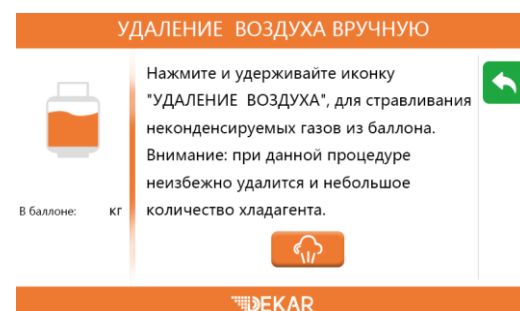 УДАЛЕНИЕ ВОЗДУХА ВРУЧНУЮ
Нажмите и удерживайте иконку
"УДАЛЕНИЕ ВОЗДУХА", для стравливания
неконденсируемых газов из баллона.
Внимание: при данной процедуре
неизбежно удалится и небольшое
количество хладагента.
В баллоне: кг
DEKAR